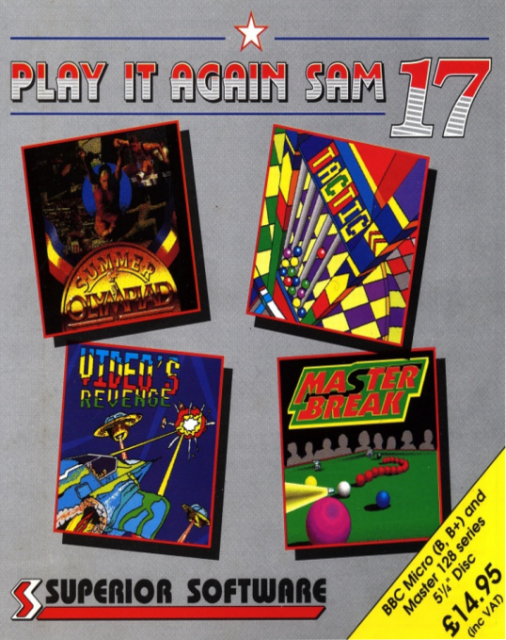 PLAY IT AGAIN SAM 17
SUMMER
OLYMPIAD
TACTIC
VIDEO'S
REVENGE
MASTER
BREAK
SUPERIOR SOFTWARE
BBC Micro (B, B+) and
Master 128 series
5¼" Disc
£14.95
(inc VAT)